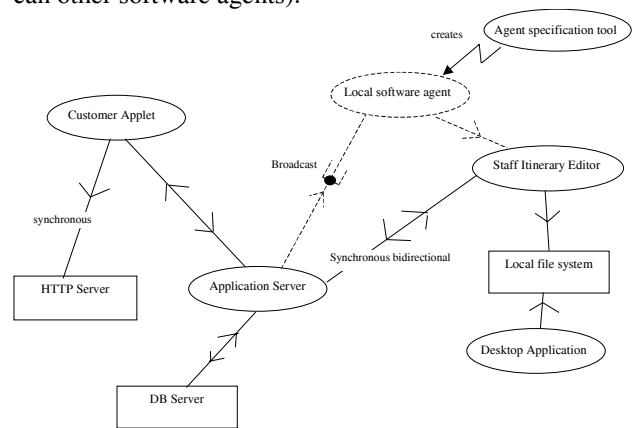 can other software agents).
creates
Agent specification tool
Local software agent
Customer Applet
Broadcast
Staff Itinerary Editor
synchronous
Synchronous bidirectional
HTTP Server
Application Server
Local file system
Desktop Application
DB Server